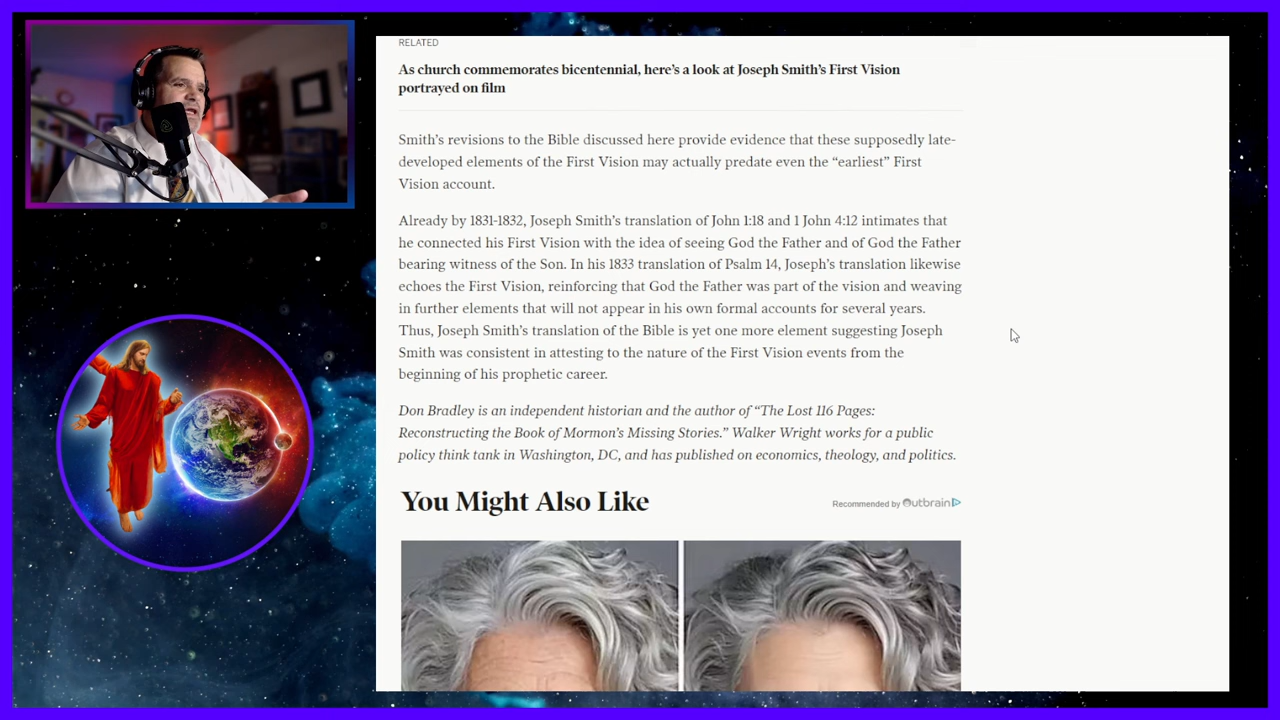 RELATED
As church commemorates bicentennial, here's a look at Joseph Smith's First Vision
portrayed on film
Smith's revisions to the Bible discussed here provide evidence that these supposedly late-
developed elements of the First Vision may actually predate even the “earliest” First
Vision account.
Already by 1831-1832, Joseph Smith's translation of John 1:18 and 1 John 4:12 intimates that
he connected his First Vision with the idea of seeing God the Father and of God the Father
bearing witness of the Son. In his 1833 translation of Psalm 14, Joseph's translation likewise
echoes the First Vision, reinforcing that God the Father was part of the vision and weaving
in further elements that will not appear in his own formal accounts for several years.
Thus, Joseph Smith's translation of the Bible is yet one more element suggesting Joseph
Smith was consistent in attesting to the nature of the First Vision events from the
beginning of his prophetic career.
Don Bradley is an independent historian and the author of “The Lost 116 Pages:
Reconstructing the Book of Mormon's Missing Stories.” Walker Wright works for a public
policy think tank in Washington, DC, and has published on economics, theology, and politics.
You Might Also Like
Recommended by Outbrain